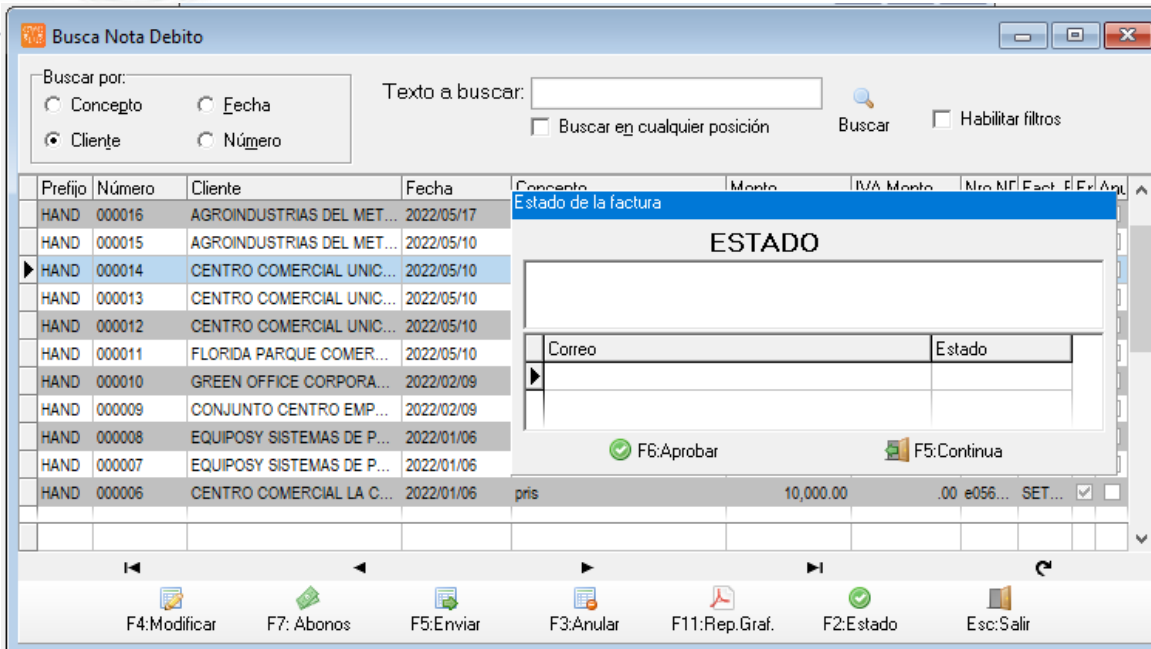 Busca Nota Debito
Buscar por:
Concepto Fecha
Cliente Número
Texto a buscar:
Buscar en cualquier posición
Buscar
Habilitar filtros
Prefijo Número Cliente Fecha Concepto Monto IVA Monto
HAND 000016 AGROINDUSTRIAS DEL MET... 2022/05/17
HAND 000015 AGROINDUSTRIAS DEL MET... 2022/05/10
HAND 000014 CENTRO COMERCIAL UNIC... 2022/05/10
HAND 000013 CENTRO COMERCIAL UNIC... 2022/05/10
HAND 000012 CENTRO COMERCIAL UNIC... 2022/05/10
HAND 000011 FLORIDA PARQUE COMER... 2022/05/10
HAND 000010 GREEN OFFICE CORPORA... 2022/02/09
HAND 000009 CONJUNTO CENTRO EMP... 2022/02/09
HAND 000008 EQUIPOSY SISTEMAS DE P... 2022/01/06
HAND 000007 EQUIPOSY SISTEMAS DE P... 2022/01/06
HAND 000006 CENTRO COMERCIAL LA C... 2022/01/06 pris 10,000.00 .00 e056... SET...
Estado de la factura
ESTADO
Correo Estado
F6:Aprobar F5:Continua
F4:Modificar F7: Abonos F5:Enviar F3:Anular F11:Rep.Graf. F2:Estado Esc:Salir